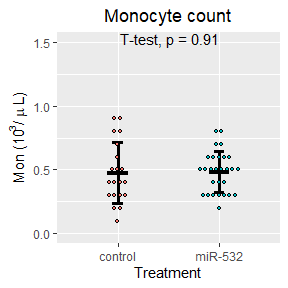 Monocyte count
T-test, p = 0.91
1.5
1.0
0.5
0.0
Mon (10³/ μL)
control miR-532
Treatment